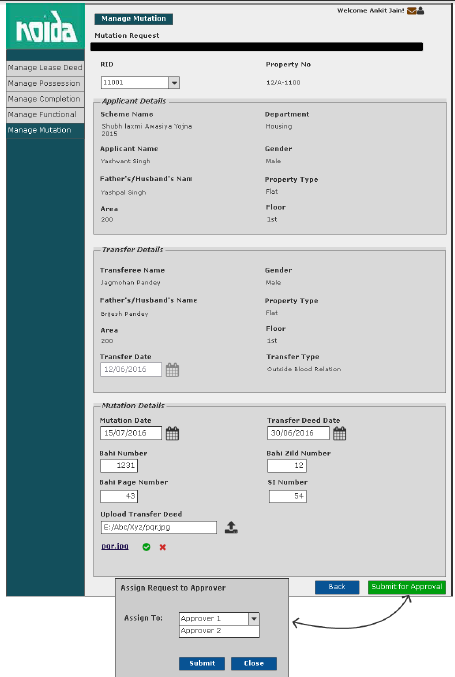 Welcome Ankit Jain!
noida
Manage Mutation
Mutation Request
Manage Lease Deed
Manage Possession
Manage Completion
Manage Functional
Manage Mutation
RID
Property No
11001
12/A-1100
Applicant Details
Scheme Name
Department
Shubh laxmi Awasiya Yojna
2015
Housing
Applicant Name
Gender
Yashwant Singh
Male
Father's/Husband's Nam
Property Type
Yashpal Singh
Flat
Area
Floor
200
1st
Transfer Details
Transferee Name
Gender
Jagmohan Pandey
Male
Father's/Husband's Name
Property Type
Brijesh Pandey
Flat
Area
Floor
200
1st
Transfer Date
Transfer Type
12/06/2016
Outside Blood Relation
Mutation Details
Mutation Date
Transfer Deed Date
15/07/2016
30/06/2016
Bahi Number
Bahi Zild Number
1231
12
Bahi Page Number
SI Number
43
54
Upload Transfer Deed
E:/Abc/Xyz/pqr.jpg
pqr.jpg
Back
Submit for Approval
Assign Request to Approver
Assign To:
Approver 1
Approver 2
Submit
Close